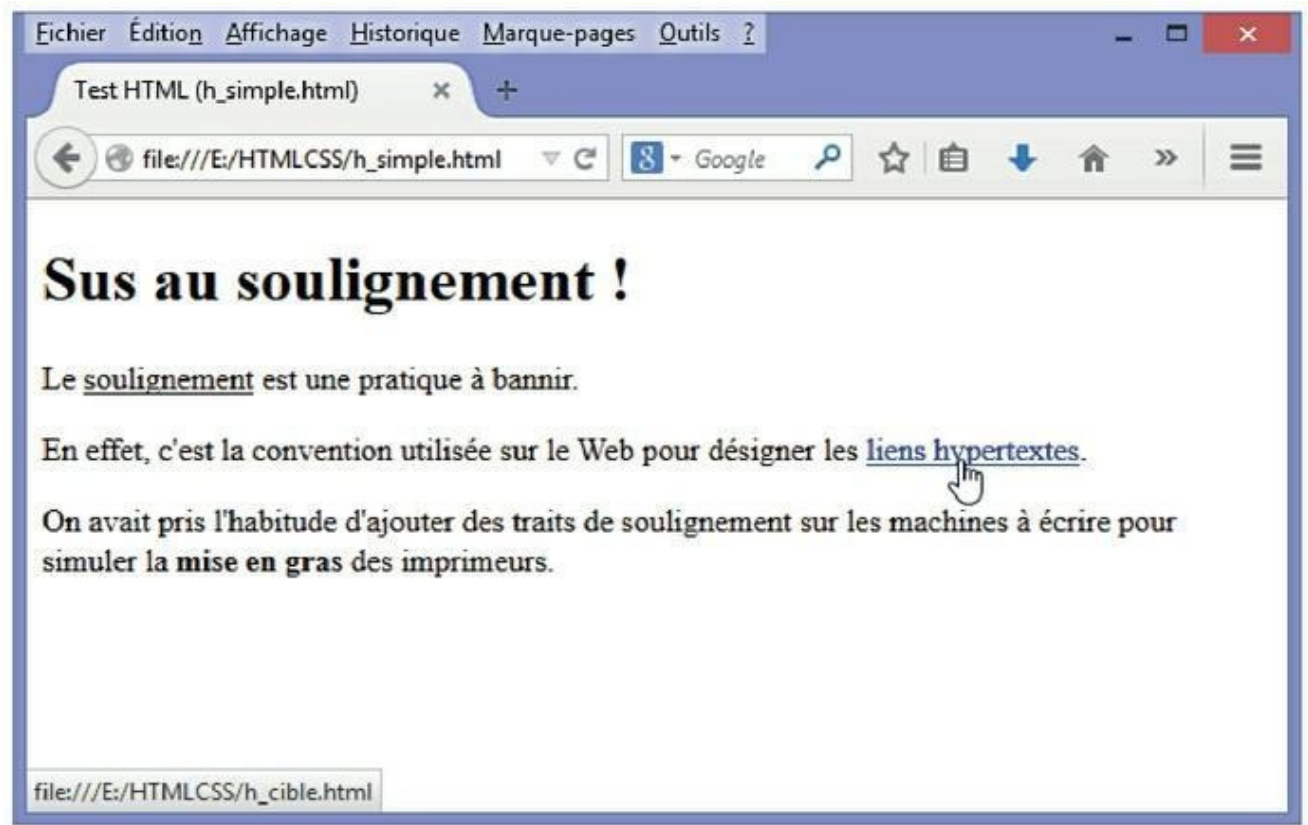 Fichier Édition Affichage Historique Marque-pages Outils ?
Test HTML (h_simple.html)
file:///E:/HTMLCSS/h_simple.html Google
Sus au soulignement !
Le soulignement est une pratique à bannir.
En effet, c'est la convention utilisée sur le Web pour désigner les liens hypertextes.
On avait pris l'habitude d'ajouter des traits de soulignement sur les machines à écrire pour
simuler la mise en gras des imprimeurs.
file:///E:/HTMLCSS/h_cible.html